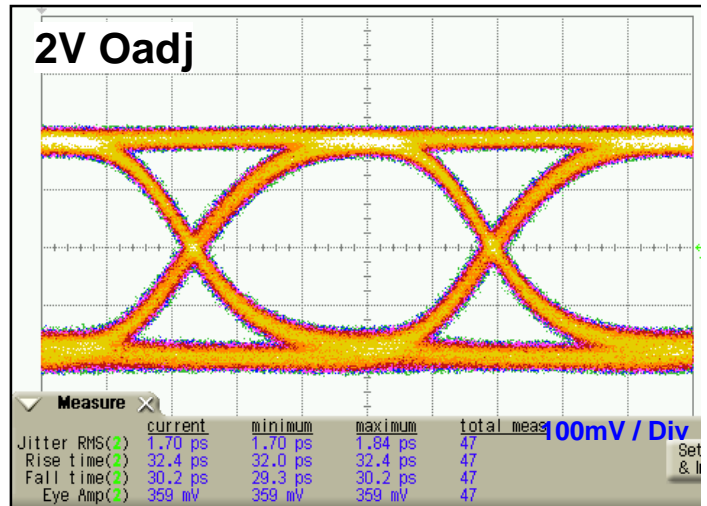 2V Oadj
Measure
current minimum maximum total meas
100mV / Div
Jitter RMS(2) 1.70 ps 1.70 ps 1.84 ps 47
Rise time(2) 32.4 ps 32.0 ps 32.4 ps 47
Fall time(2) 30.2 ps 29.3 ps 30.2 ps 47
Eye Amp(2) 359 mV 359 mV 359 mV 47
Set
&